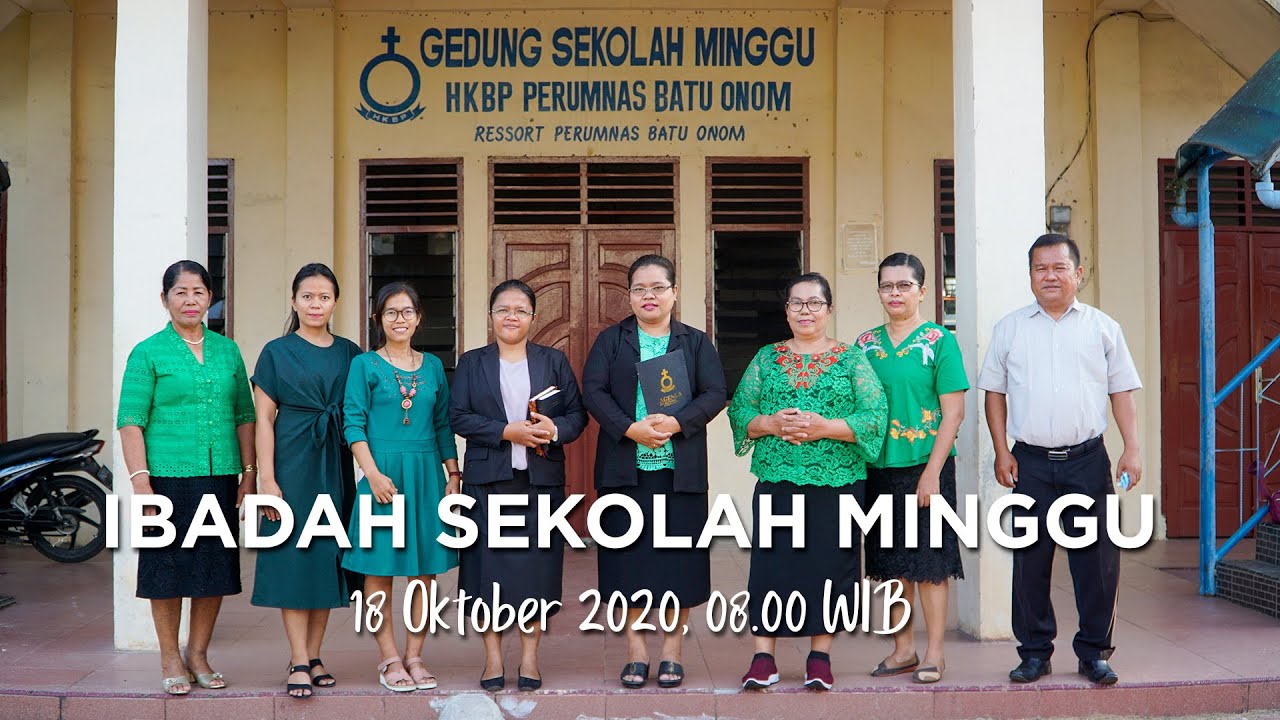 GEDUNG SEKOLAH MINGGU
HKBP
HKBP PERUMNAS BATU ONOM
RESSORT PERUMNAS BATU ONOM
IBADAH SEKOLAH MINGGU
18 Oktober 2020, 08.00 WIB